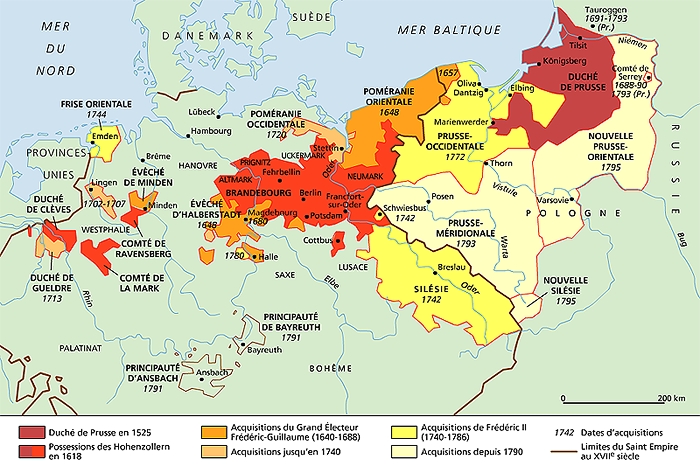 MER
DU
NORD
DANEMARK
SUÈDE
MER BALTIQUE
Tauroggen
1691-1793
(Pr.)
Tilsit
Niémen
Königsberg
DUCHÉ
DE PRUSSE
Comté de
Serrey
1688-90
1793 (Pr.)
1657
POMÉRANIE
ORIENTALE
1648
Oliva
Dantzig
Elbing
FRISE ORIENTALE
1744
Emden
POMÉRANIE
OCCIDENTALE
1720
Lübeck
Hambourg
Stettin
Marienwerder
PRUSSE-
OCCIDENTALE
1772
NOUVELLE
PRUSSE-
ORIENTALE
1795
RUSSIE
PROVINCES
UNIES
Brême
HANOVRE
PRIGNITZ
UCKERMARK
Oder
Fehrbellin
ALTMARK
NEUMARK
Thorn
ÉVÊCHÉ
DE MINDEN
Lingen
1702-1707
Minden
BRANDEBOURG
Berlin
Francfort-
sur-Oder
Potsdam
Vistule
Varsovie
Posen
Schwiesbus
1742
POLOGNE
Bug
DUCHÉ
DE CLÈVES
ÉVÊCHÉ
D'HALBERSTADT
1648
Magdebourg
1680
WESTPHALIE
COMTÉ DE
RAVENSBERG
Cottbus
PRUSSE-
MÉRIDIONALE
1793
Warta
1780
Halle
LUSACE
COMTÉ DE
LA MARK
DUCHÉ
DE GUELDRE
1713
Rhin
SAXE
Elbe
Breslau
Oder
SILÉSIE
1742
NOUVELLE
SILÉSIE
1795
PRINCIPAUTÉ
DE BAYREUTH
1791
Bayreuth
PALATINAT
PRINCIPAUTÉ
D'ANSBACH
1791
Ansbach
BOHÊME
0
200 km
Duché de Prusse en 1525
Possessions des Hohenzollern
en 1618
Acquisitions du Grand Électeur
Frédéric-Guillaume (1640-1688)
Acquisitions jusqu'en 1740
Acquisitions de Frédéric II
(1740-1786)
Acquisitions depuis 1790
1742 Dates d'acquisitions
Limites du Saint Empire
au XVIIe siècle